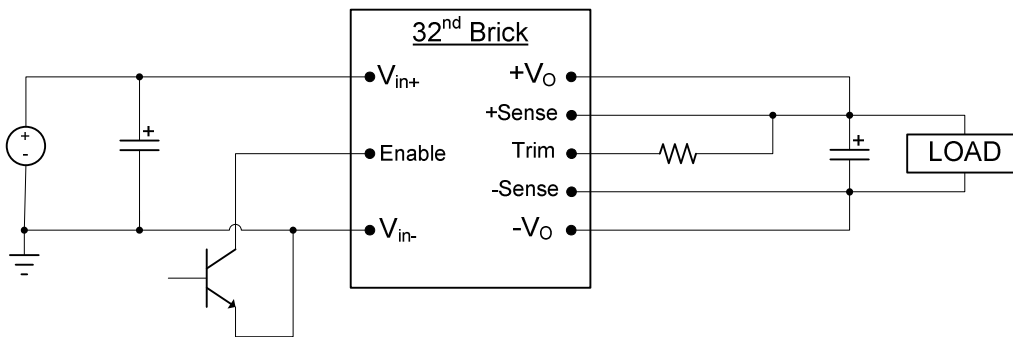 32nd Brick
+
-
+
Vin+
Enable
Vin-
+VO
+Sense
Trim
-Sense
-VO
+
LOAD